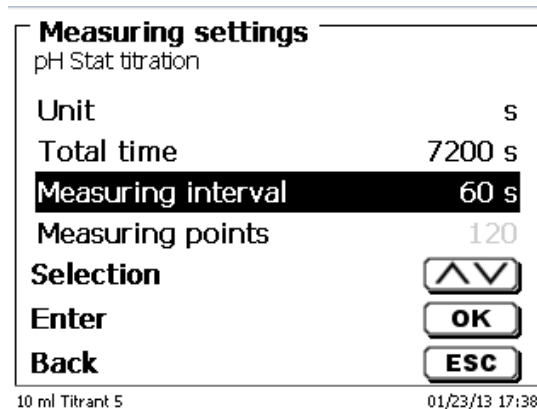 Measuring settings
pH Stat titration
Unit s
Total time 7200 s
Measuring interval 60 s
Measuring points 120
Selection
Enter OK
Back ESC
10 ml Titrant 5 01/23/13 17:38